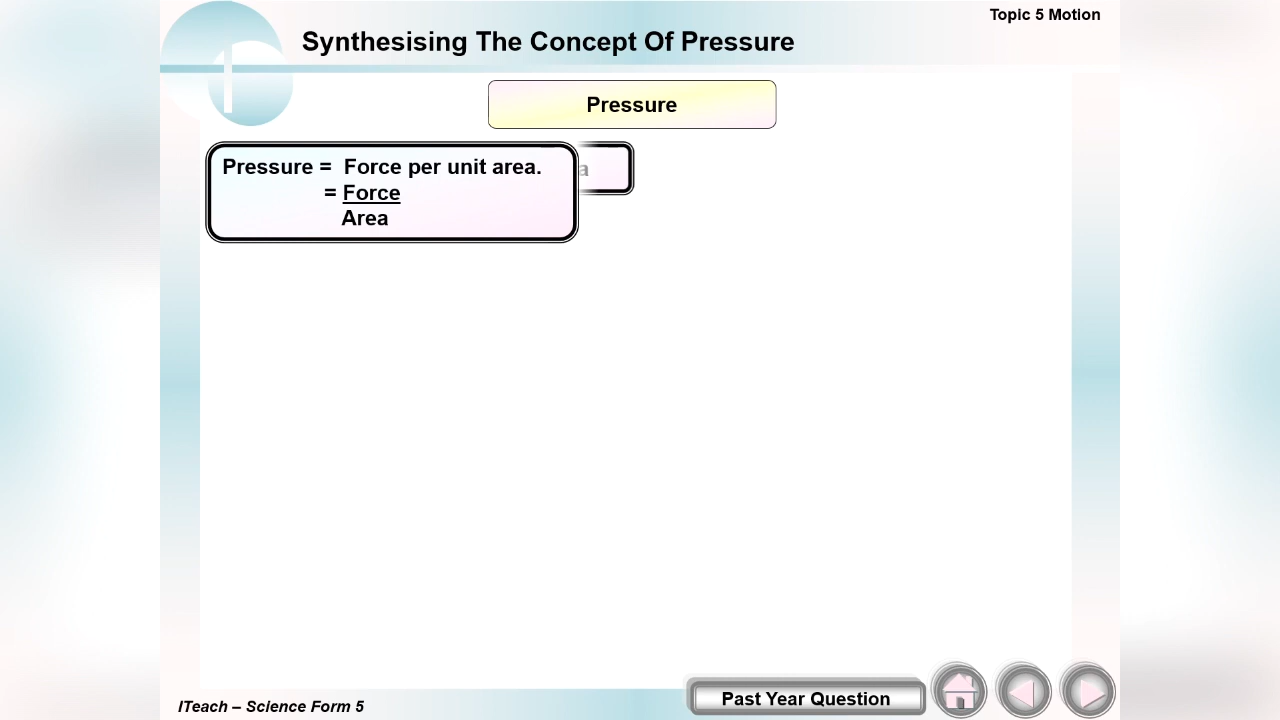 Topic 5 Motion
Synthesising The Concept Of Pressure
Pressure
Pressure = Force per unit area.
= Force
Area
a
ITeach – Science Form 5
Past Year Question